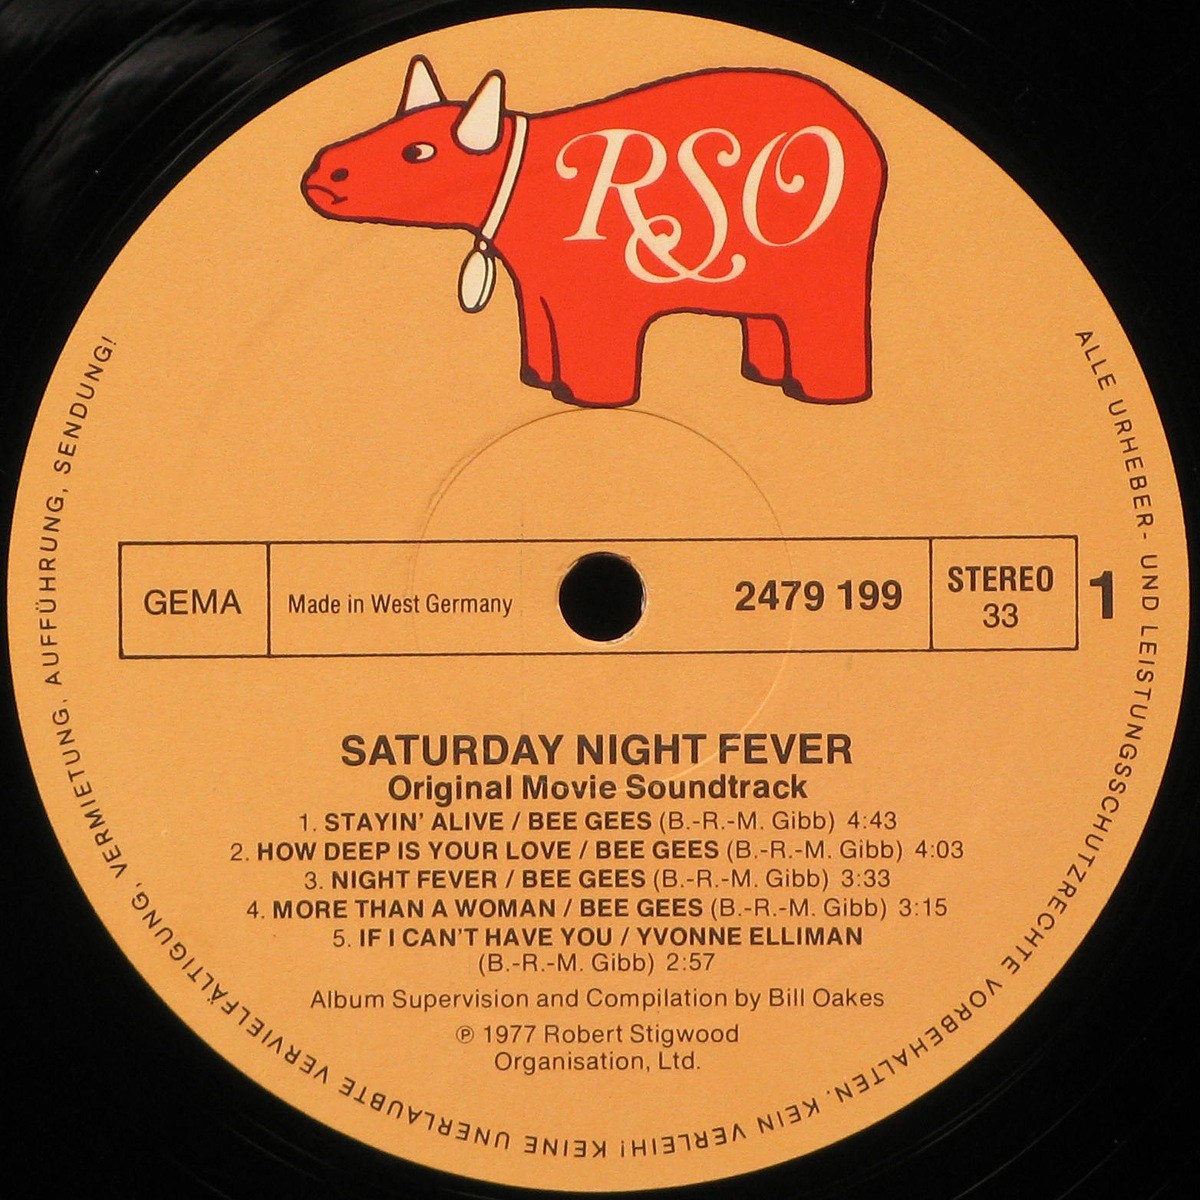 RSO
GEMA
Made in West Germany
2479 199
STEREO
33
1
SATURDAY NIGHT FEVER
Original Movie Soundtrack
1. STAYIN' ALIVE / BEE GEES (B.-R.-M. Gibb) 4:43
2. HOW DEEP IS YOUR LOVE / BEE GEES (B.-R.-M. Gibb) 4:03
3. NIGHT FEVER / BEE GEES (B.-R.-M. Gibb) 3:33
4. MORE THAN A WOMAN / BEE GEES (B.-R.-M. Gibb) 3:15
5. IF I CAN'T HAVE YOU / YVONNE ELLIMAN
(B.-R.-M. Gibb) 2:57
Album Supervision and Compilation by Bill Oakes
℗ 1977 Robert Stigwood
Organisation, Ltd.
ALLE URHEBER- UND LEISTUNGSSCHUTZRECHTE VORBEHALTEN. KEIN VERLEIH! KEINE UNERLAUBTE VERVIELFÄLTIGUNG, VERMIETUNG, AUFFÜHRUNG, SENDUNG!